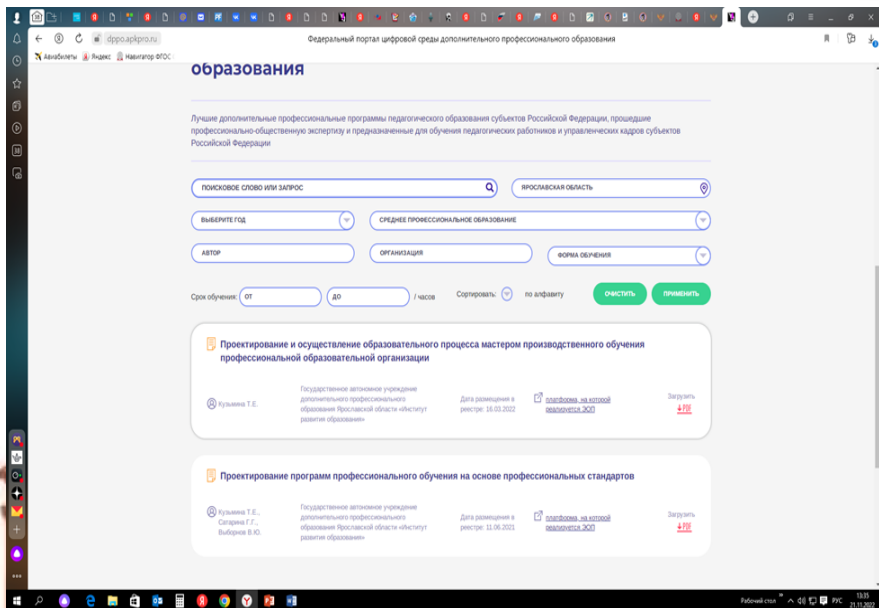 dppo.apkpro.ru
Федеральный портал цифровой среды дополнительного профессионального образования
Авиабилеты
Яндекс
Навигатор ФГОС
образования
Лучшие дополнительные профессиональные программы педагогического образования субъектов Российской Федерации, прошедшие
профессионально-общественную экспертизу и предназначенные для обучения педагогических работников и управленческих кадров субъектов
Российской Федерации
ПОИСКОВОЕ СЛОВО ИЛИ ЗАПРОС
ЯРОСЛАВСКАЯ ОБЛАСТЬ
ВЫБЕРИТЕ ГОД
СРЕДНЕЕ ПРОФЕССИОНАЛЬНОЕ ОБРАЗОВАНИЕ
АВТОР
ОРГАНИЗАЦИЯ
ФОРМА ОБУЧЕНИЯ
Срок обучения: ОТ ДО / часов
Сортировать: по алфавиту
ОЧИСТИТЬ
ПРИМЕНИТЬ
Проектирование и осуществление образовательного процесса мастером производственного обучения
профессиональной образовательной организации
Кузьмина Т.Е.
Государственное автономное учреждение
дополнительного профессионального
образования Ярославской области «Институт
развития образования»
Дата размещения в
реестре: 16.03.2022
платформа, на которой
реализуется ЭОП
Загрузить
PDF
Проектирование программ профессионального обучения на основе профессиональных стандартов
Кузьмина Т.Е.,
Сатарина Г.Г.,
Выборнов В.Ю.
Государственное автономное учреждение
дополнительного профессионального
образования Ярославской области «Институт
развития образования»
Дата размещения в
реестре: 11.06.2021
платформа, на которой
реализуется ЭОП
Загрузить
PDF
Рабочий стол
РУС
13:35
21.11.2022